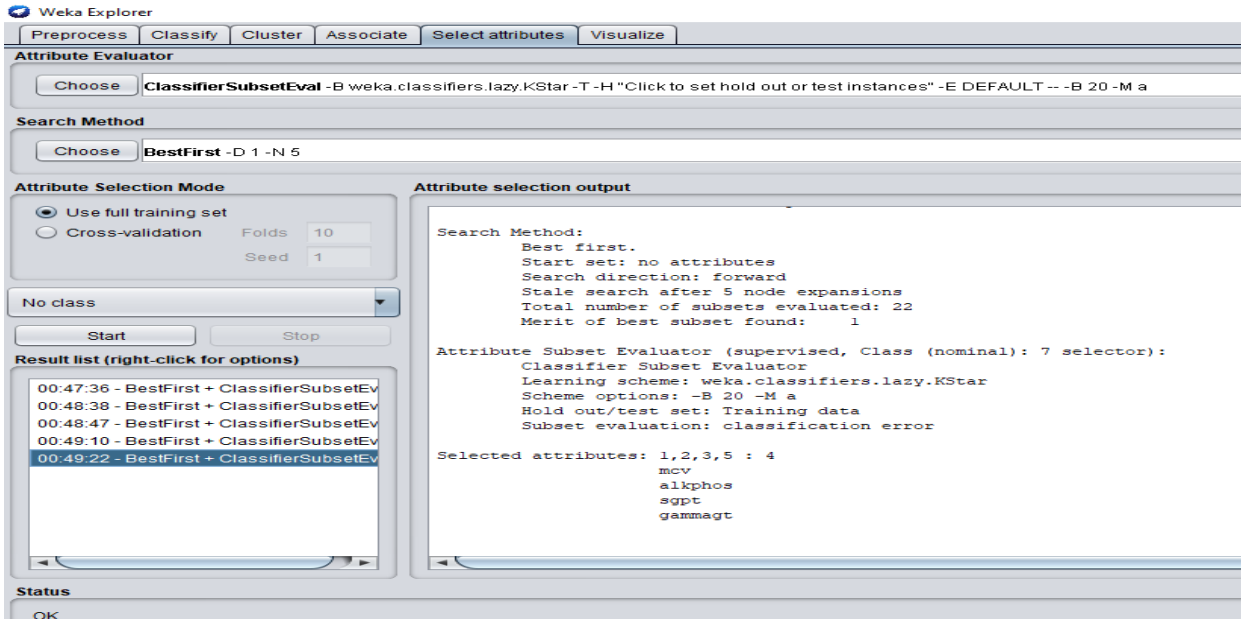 Weka Explorer
Preprocess Classify Cluster Associate Select attributes Visualize
Attribute Evaluator
Choose ClassifierSubsetEval -B weka.classifiers.lazy.KStar -T -H "Click to set hold out or test instances" -E DEFAULT -- -B 20 -M a
Search Method
Choose BestFirst -D 1 -N 5
Attribute Selection Mode
Use full training set
Cross-validation Folds 10
Seed 1
No class
Start Stop
Result list (right-click for options)
00:47:36 - BestFirst + ClassifierSubsetEv
00:48:38 - BestFirst + ClassifierSubsetEv
00:48:47 - BestFirst + ClassifierSubsetEv
00:49:10 - BestFirst + ClassifierSubsetEv
00:49:22 - BestFirst + ClassifierSubsetEv
Attribute selection output
Search Method:
Best first.
Start set: no attributes
Search direction: forward
Stale search after 5 node expansions
Total number of subsets evaluated: 22
Merit of best subset found: 1
Attribute Subset Evaluator (supervised, Class (nominal): 7 selector):
Classifier Subset Evaluator
Learning scheme: weka.classifiers.lazy.KStar
Scheme options: -B 20 -M a
Hold out/test set: Training data
Subset evaluation: classification error
Selected attributes: 1,2,3,5 : 4
mcv
alkphos
sgpt
gammagt
Status
OK